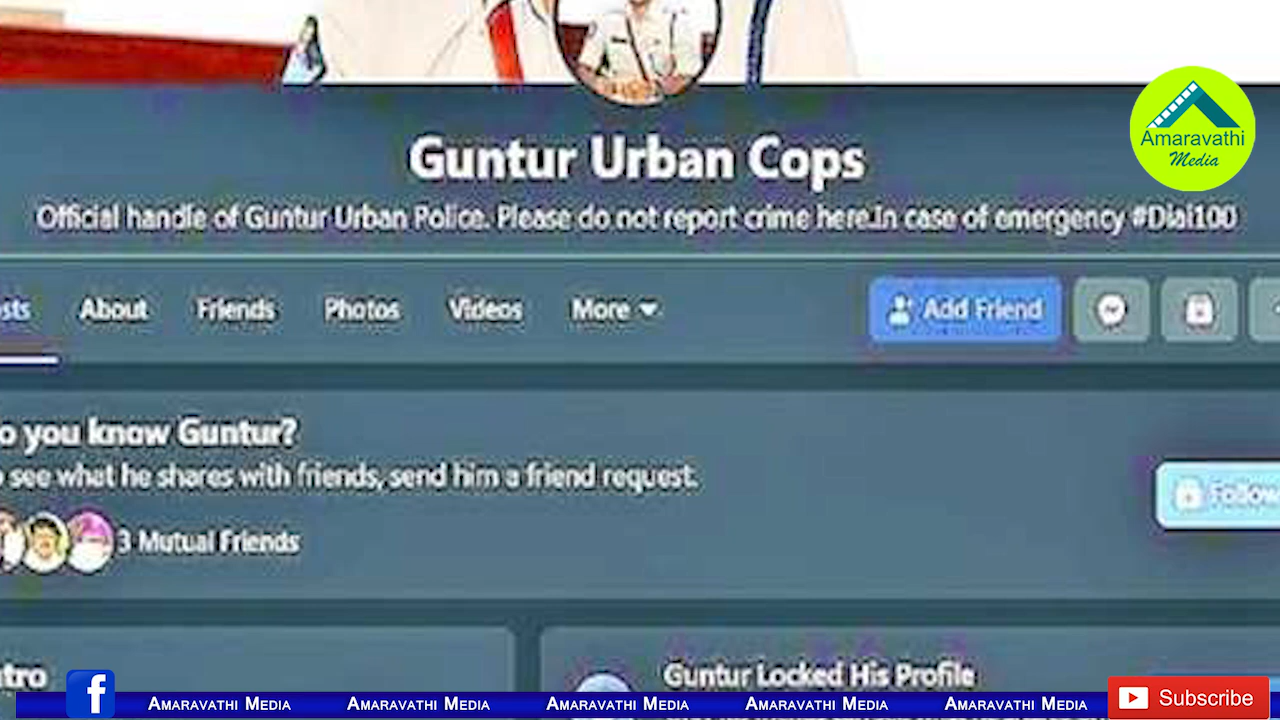 Amaravathi
Media
Guntur Urban Cops
Official handle of Guntur Urban Police. Please do not report crime here.In case of emergency #Dial100
sts About Friends Photos Videos More Add Friend
o you know Guntur?
see what he shares with friends, send him a friend request.
Follow
3 Mutual Friends
tro
Guntur Locked His Profile
f AMARAVATHI MEDIA AMARAVATHI MEDIA AMARAVATHI MEDIA AMARAVATHI MEDIA AMARAVATHI MEDIA Subscribe